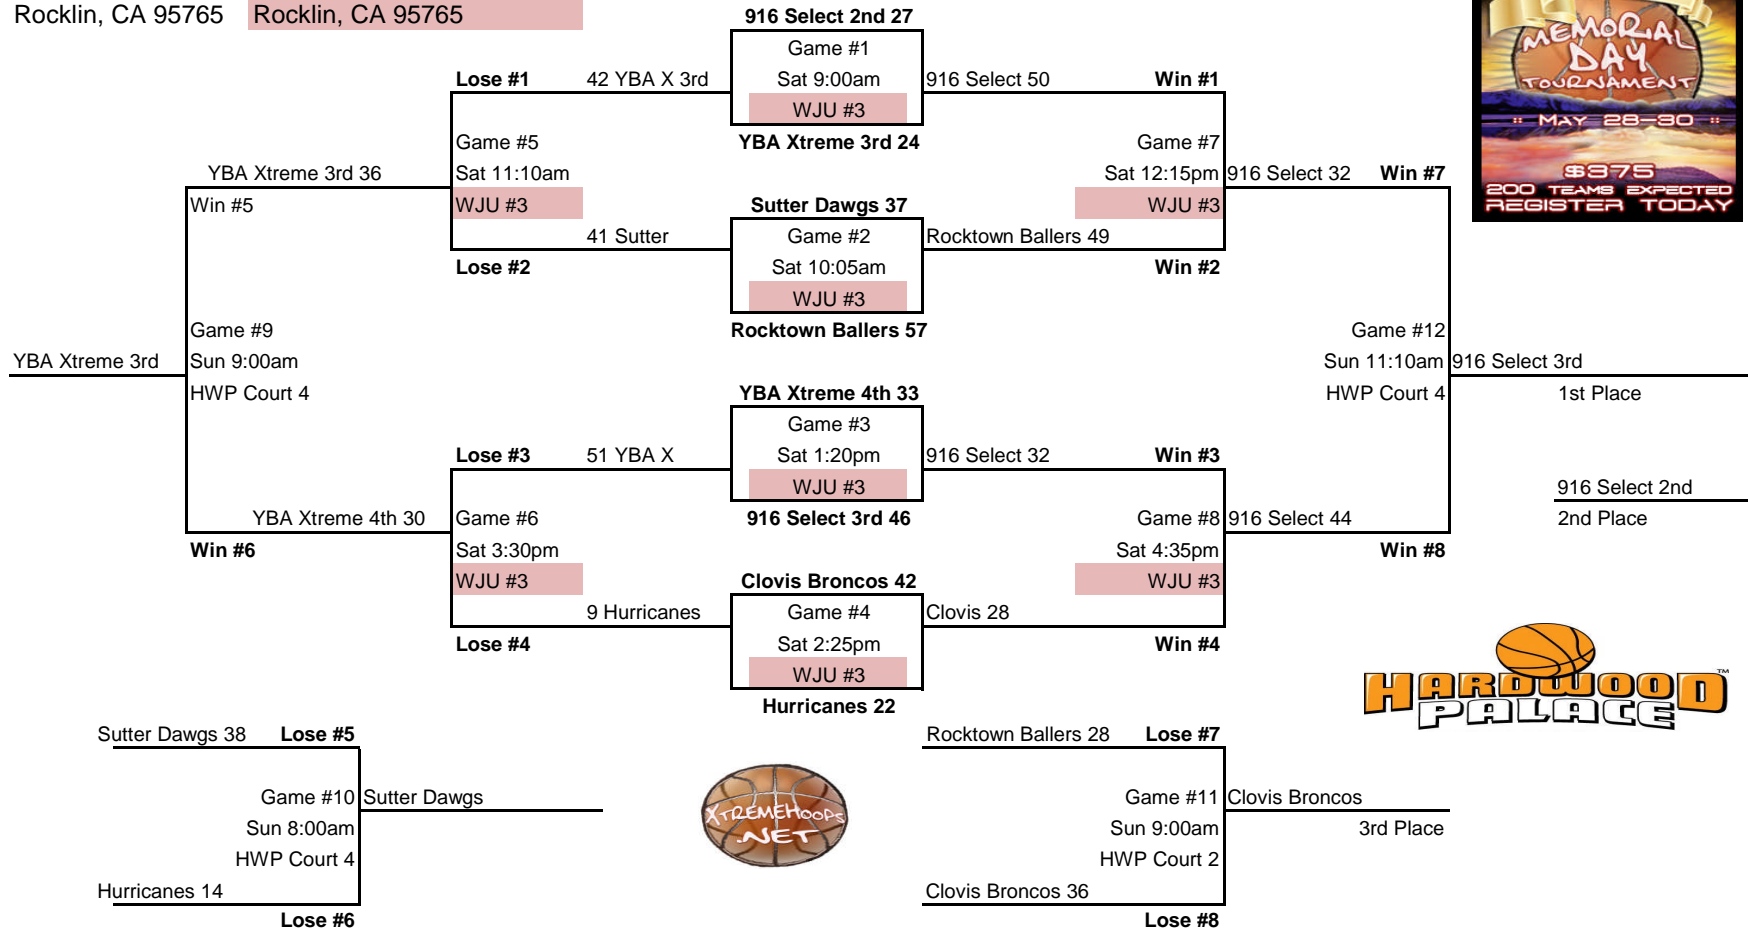 Rocklin, CA 95765 Rocklin, CA 95765
916 Select 2nd 27
Game #1
Lose #1 42 YBA X 3rd Sat 9:00am 916 Select 50 Win #1
WJU #3
Game #5 YBA Xtreme 3rd 24 Game #7
YBA Xtreme 3rd 36 Sat 11:10am Sat 12:15pm 916 Select 32 Win #7
Win #5 WJU #3 Sutter Dawgs 37 WJU #3
41 Sutter Game #2 Rocktown Ballers 49
Lose #2 Sat 10:05am Win #2
WJU #3
Game #9 Rocktown Ballers 57 Game #12
YBA Xtreme 3rd Sun 9:00am Sun 11:10am 916 Select 3rd
HWP Court 4 YBA Xtreme 4th 33 HWP Court 4 1st Place
Game #3
Lose #3 51 YBA X Sat 1:20pm 916 Select 32 Win #3
WJU #3 916 Select 2nd
YBA Xtreme 4th 30 Game #6 916 Select 3rd 46 Game #8 916 Select 44 2nd Place
Win #6 Sat 3:30pm Sat 4:35pm Win #8
WJU #3 Clovis Broncos 42 WJU #3
9 Hurricanes Game #4 Clovis 28
Lose #4 Sat 2:25pm Win #4
WJU #3
Hurricanes 22
Sutter Dawgs 38 Lose #5 Rocktown Ballers 28 Lose #7
Game #10 Sutter Dawgs Game #11 Clovis Broncos
Sun 8:00am Sun 9:00am 3rd Place
HWP Court 4 HWP Court 2
Hurricanes 14 Clovis Broncos 36
Lose #6 Lose #8
MEMORIAL
DAY
TOURNAMENT
:: MAY 28-30 ::
$375
200 TEAMS EXPECTED
REGISTER TODAY
HARDWOOD™
PALACE
XTREMEHOOPS
.NET